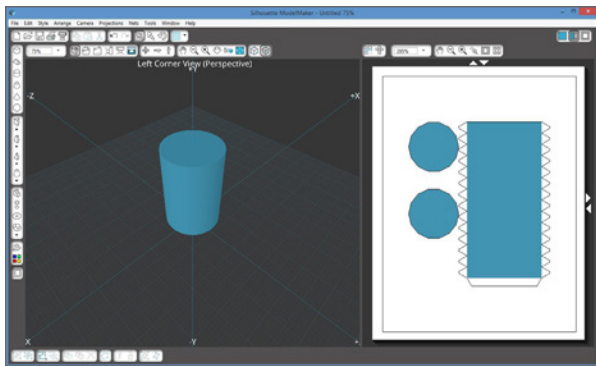 Silhouette ModelMaker - Untitled 75%
File Edit Style Arrange Camera Projections Nets Tools Window Help
75%
285%
Left Corner View (Perspective)
+Y
-Z
+X
X
-Y